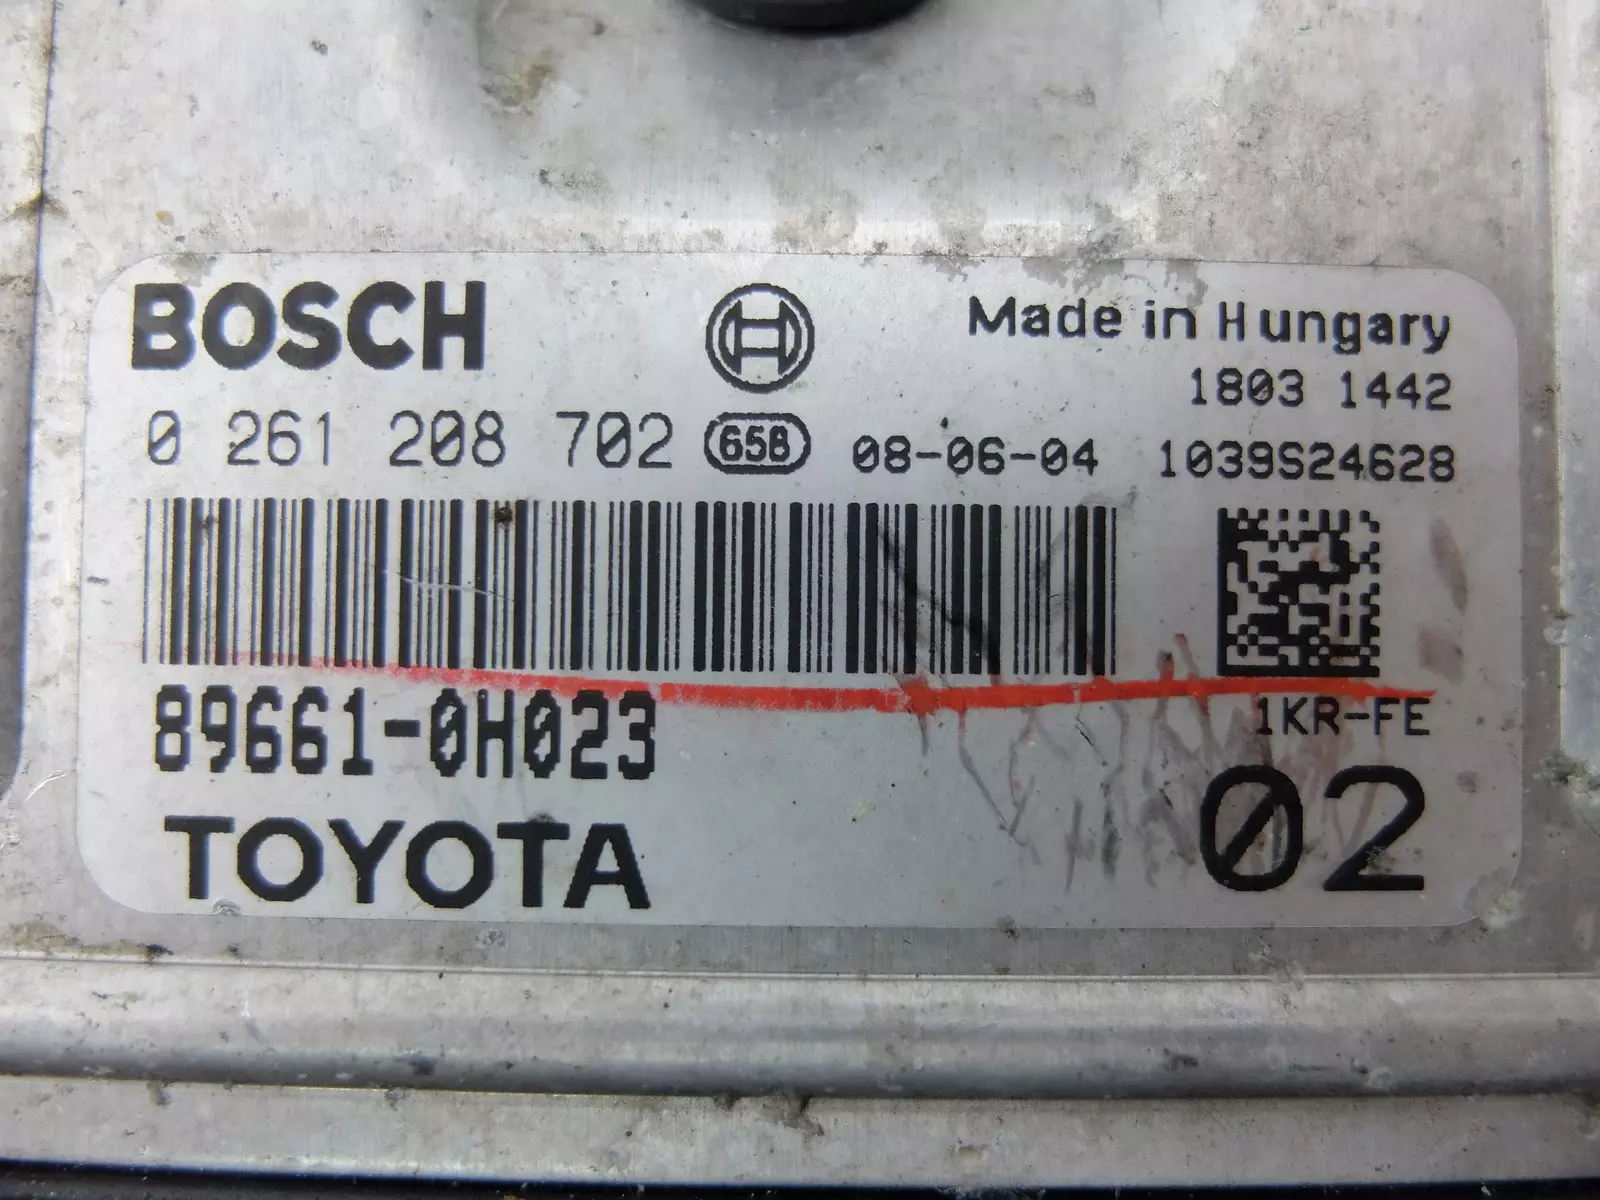 BOSCH
Made in Hungary
1803 1442
0 261 208 702 658 08-06-04 1039S24628
89661-0H023
1KR-FE
TOYOTA
02